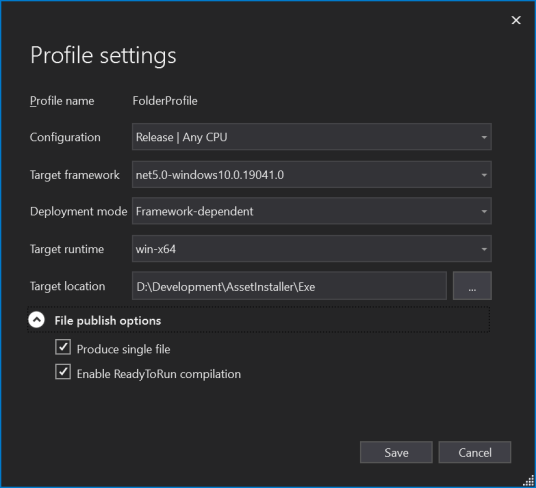 Profile settings
Profile name FolderProfile
Configuration Release | Any CPU
Target framework net5.0-windows10.0.19041.0
Deployment mode Framework-dependent
Target runtime win-x64
Target location D:\Development\AssetInstaller\Exe ...
File publish options
Produce single file
Enable ReadyToRun compilation
Save Cancel